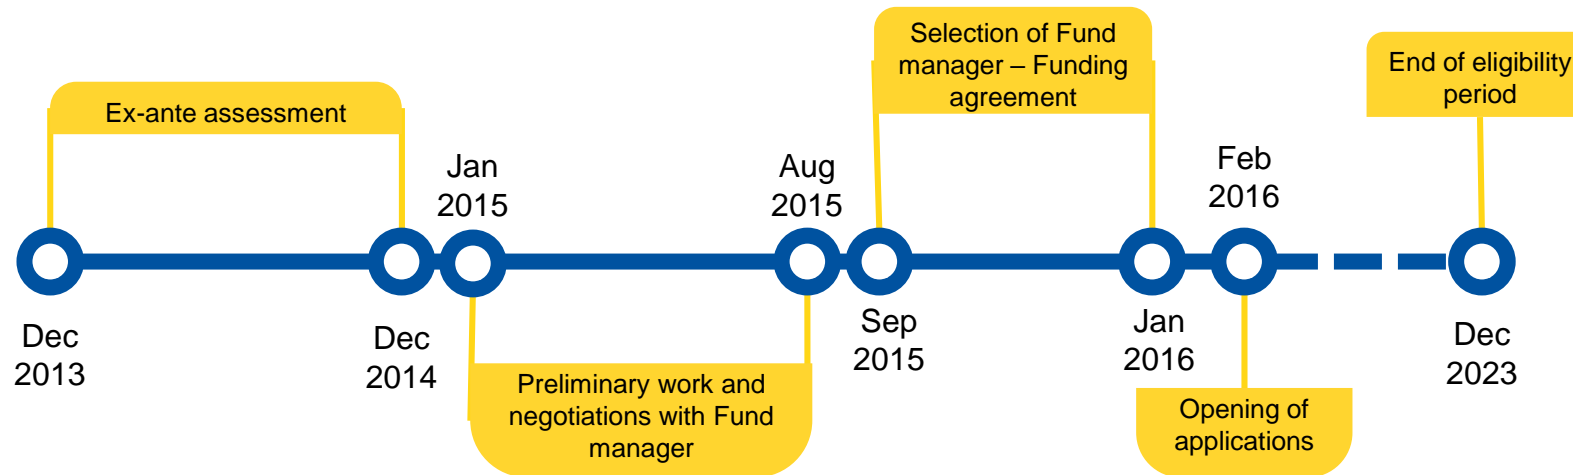 Ex-ante assessment
Selection of Fund
manager – Funding
agreement
End of eligibility
period
Jan
2015
Aug
2015
Feb
2016
Dec
2013
Dec
2014
Sep
2015
Jan
2016
Dec
2023
Preliminary work and
negotiations with Fund
manager
Opening of
applications